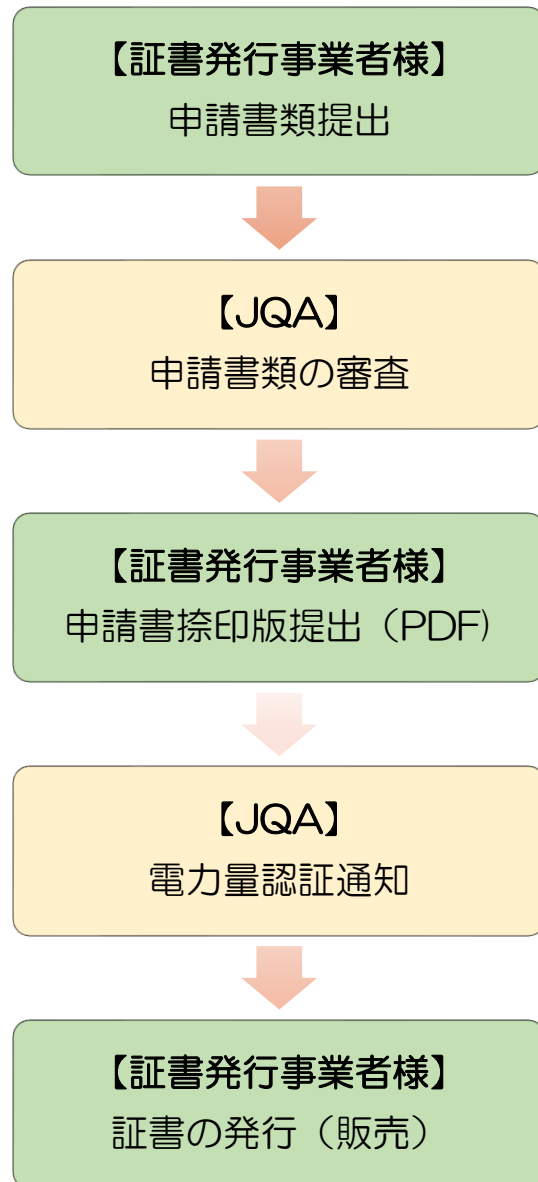 【証書発行事業者様】
申請書類提出
【JQA】
申請書類の審査
【証書発行事業者様】
申請書捺印版提出（PDF)
【JQA】
電力量認証通知
【証書発行事業者様】
証書の発行（販売）